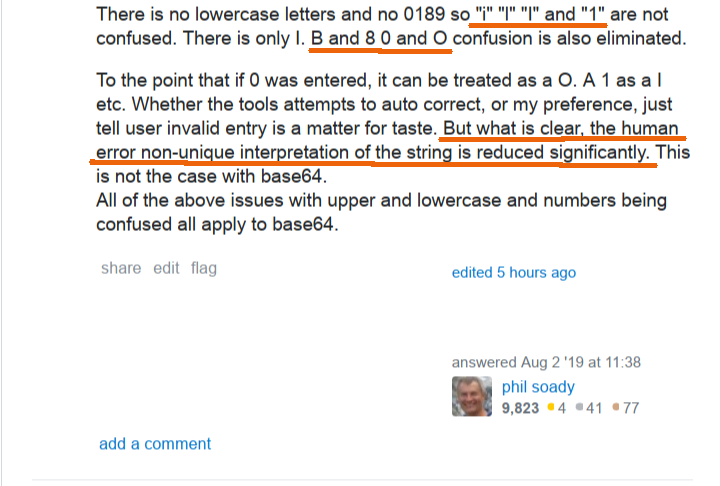 There is no lowercase letters and no 0189 so "i" "l" "I" and "1" are not
confused. There is only I. B and 8 0 and O confusion is also eliminated.
To the point that if 0 was entered, it can be treated as a O. A 1 as a I
etc. Whether the tools attempts to auto correct, or my preference, just
tell user invalid entry is a matter for taste. But what is clear, the human
error non-unique interpretation of the string is reduced significantly. This
is not the case with base64.
All of the above issues with upper and lowercase and numbers being
confused all apply to base64.
share edit flag
edited 5 hours ago
answered Aug 2 '19 at 11:38
phil soady
9,823 4 41 77
add a comment